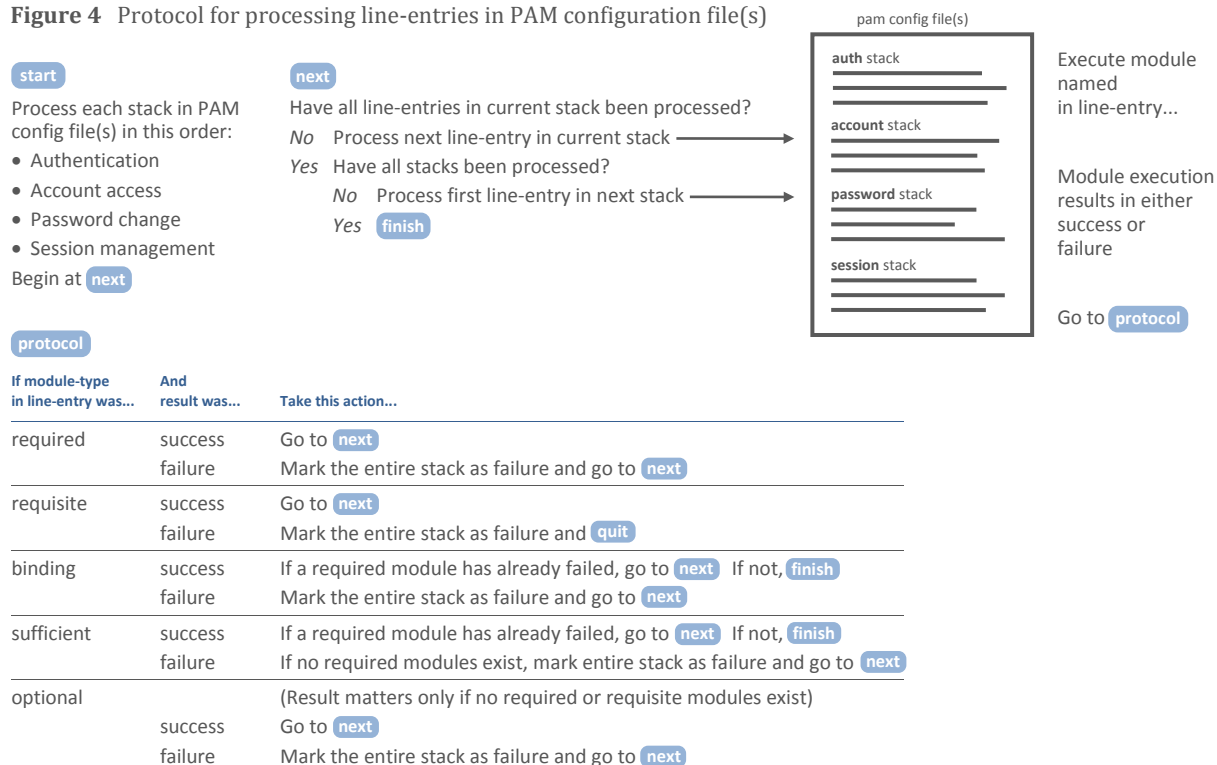 Figure 4 Protocol for processing line-entries in PAM configuration file(s)
start
Process each stack in PAM
config file(s) in this order:
• Authentication
• Account access
• Password change
• Session management
Begin at next
next
Have all line-entries in current stack been processed?
No Process next line-entry in current stack
Yes Have all stacks been processed?
No Process first line-entry in next stack
Yes finish
pam config file(s)
auth stack
account stack
password stack
session stack
Execute module
named
in line-entry...
Module execution
results in either
success or
failure
Go to protocol
protocol
If module-type
in line-entry was...
And
result was...
Take this action...
required success Go to next
failure Mark the entire stack as failure and go to next
requisite success Go to next
failure Mark the entire stack as failure and quit
binding success If a required module has already failed, go to next If not, finish
failure Mark the entire stack as failure and go to next
sufficient success If a required module has already failed, go to next If not, finish
failure If no required modules exist, mark entire stack as failure and go to next
optional (Result matters only if no required or requisite modules exist)
success Go to next
failure Mark the entire stack as failure and go to next